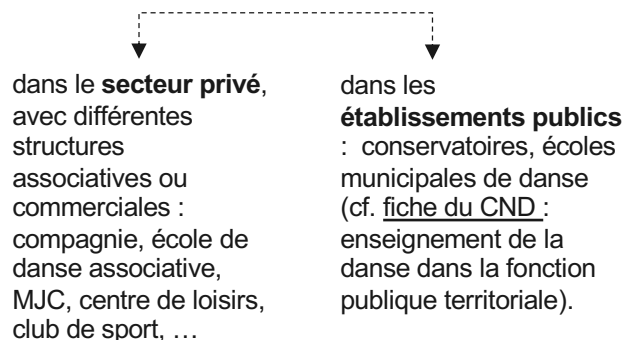 dans le secteur privé,
avec différentes
structures
associatives ou
commerciales :
compagnie, école de
danse associative,
MJC, centre de loisirs,
club de sport, …
dans les
établissements publics
: conservatoires, écoles
municipales de danse
(cf. fiche du CND :
enseignement de la
danse dans la fonction
publique territoriale).